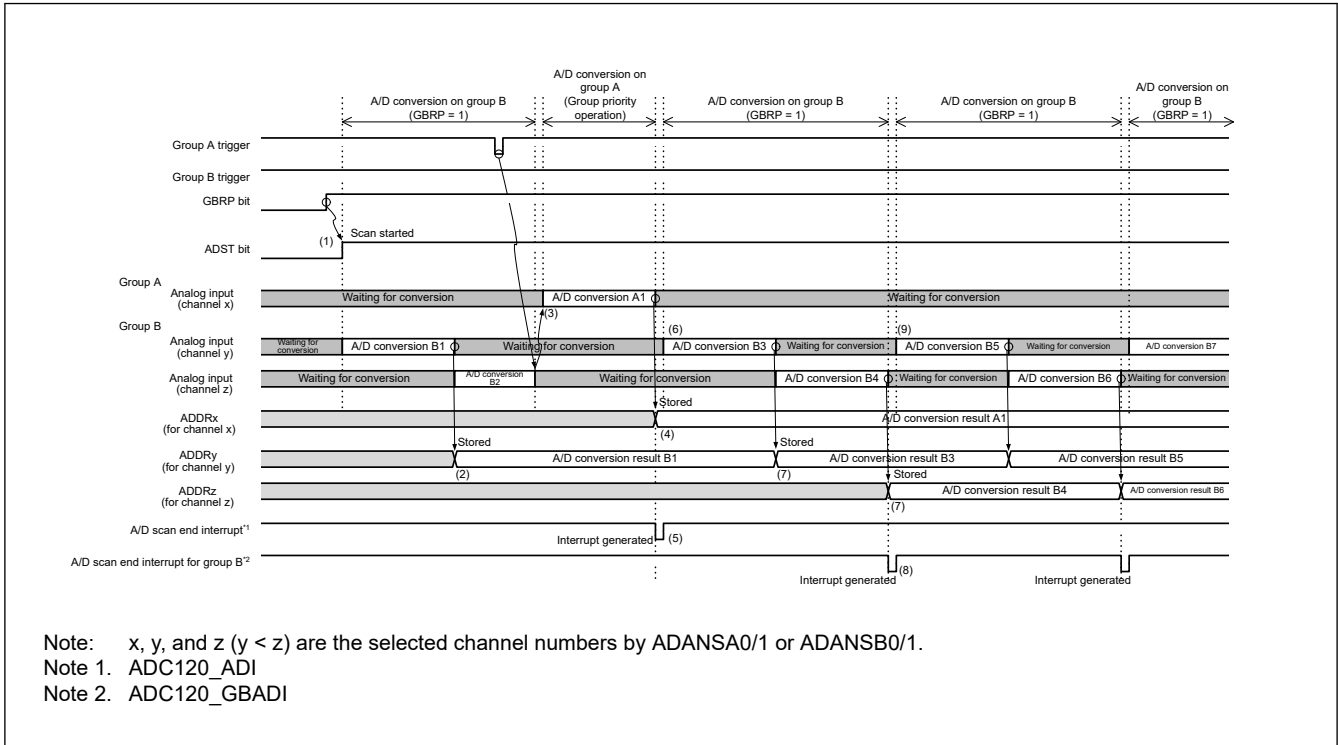 A/D conversion on group B
(GBRP = 1)
A/D conversion on
group A
(Group priority
operation)
A/D conversion on group B
(GBRP = 1)
A/D conversion on group B
(GBRP = 1)
A/D conversion on
group B
(GBRP = 1)
Group A trigger
Group B trigger
GBRP bit
(1)
Scan started
ADST bit
Group A
Analog input
(channel x)
Waiting for conversion
A/D conversion A1
Waiting for conversion
(3)
Group B
(6)
(9)
Analog input
(channel y)
Waiting for
conversion
A/D conversion B1
Waiting for conversion
A/D conversion B3
Waiting for conversion
A/D conversion B5
Waiting for conversion
A/D conversion B7
Analog input
(channel z)
Waiting for conversion
A/D conversion
B2
Waiting for conversion
A/D conversion B4
Waiting for conversion
A/D conversion B6
Waiting for conversion
Stored
ADDRx
(for channel x)
A/D conversion result A1
(4)
Stored
Stored
ADDRy
(for channel y)
A/D conversion result B1
A/D conversion result B3
A/D conversion result B5
(2)
(7)
Stored
ADDRz
(for channel z)
A/D conversion result B4
A/D conversion result B6
(7)
A/D scan end interrupt*1
Interrupt generated
(5)
A/D scan end interrupt for group B*2
(8)
Interrupt generated
Interrupt generated
Note: x, y, and z (y < z) are the selected channel numbers by ADANSA0/1 or ADANSB0/1.
Note 1. ADC120_ADI
Note 2. ADC120_GBADI